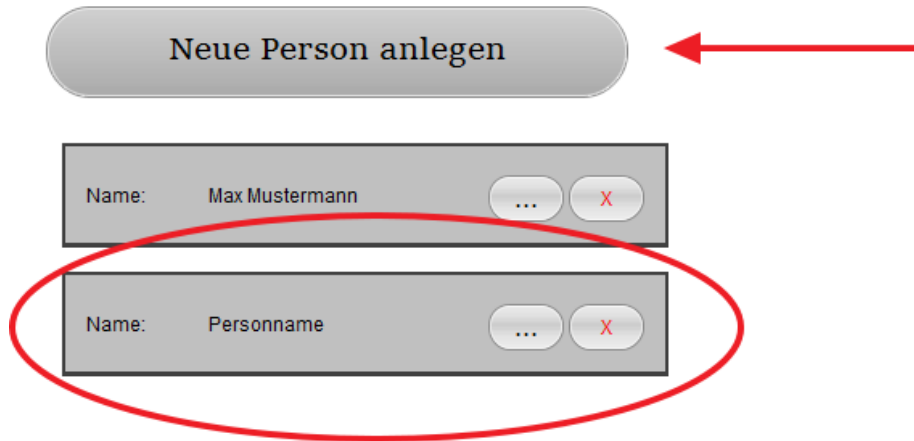 Neue Person anlegen
Name: Max Mustermann ... X
Name: Personname ... X